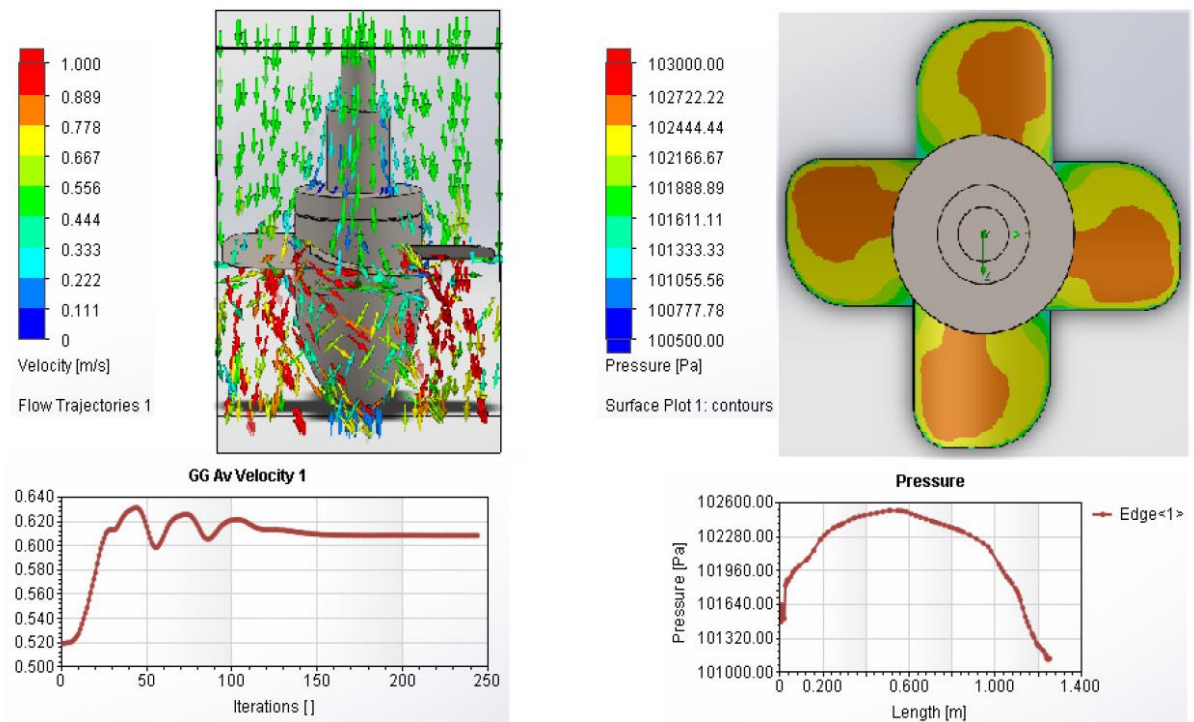 1.000
0.889
0.778
0.667
0.556
0.444
0.333
0.222
0.111
0
Velocity [m/s]
Flow Trajectories 1
103000.00
102722.22
102444.44
102166.67
101888.89
101611.11
101333.33
101055.56
100777.78
100500.00
Pressure [Pa]
Surface Plot 1: contours
GG Av Velocity 1
0.640
0.620
0.600
0.580
0.560
0.540
0.520
0.500
0 50 100 150 200 250
Iterations [ ]
Pressure
102600.00
102280.00
101960.00
101640.00
101320.00
101000.00
Pressure [Pa]
0 0.200 0.600 1.000 1.400
Length [m]
Edge<1>